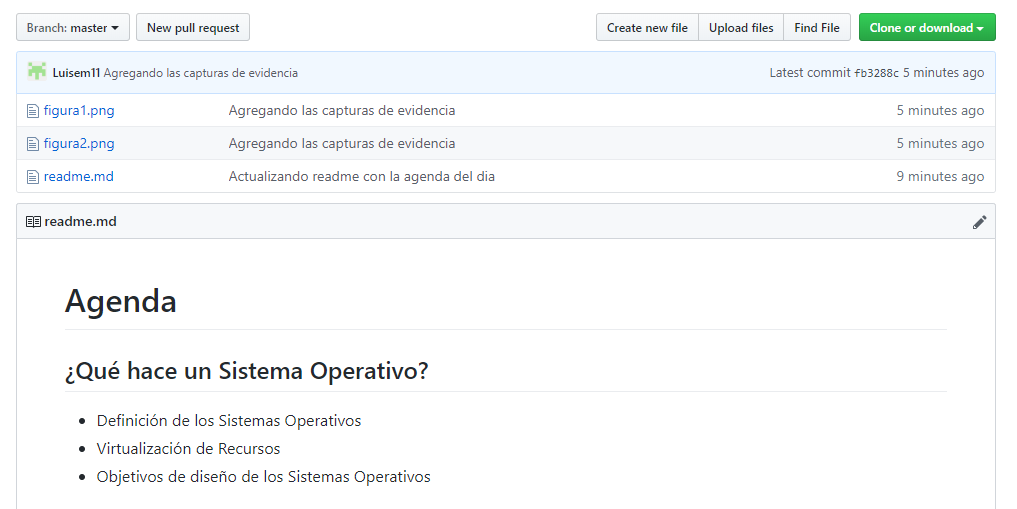 Branch: master New pull request Create new file Upload files Find File Clone or download
Luisem11 Agregando las capturas de evidencia Latest commit fb3288c 5 minutes ago
figura1.png Agregando las capturas de evidencia 5 minutes ago
figura2.png Agregando las capturas de evidencia 5 minutes ago
readme.md Actualizando readme con la agenda del dia 9 minutes ago
readme.md
Agenda
¿Qué hace un Sistema Operativo?
• Definición de los Sistemas Operativos
• Virtualización de Recursos
• Objetivos de diseño de los Sistemas Operativos